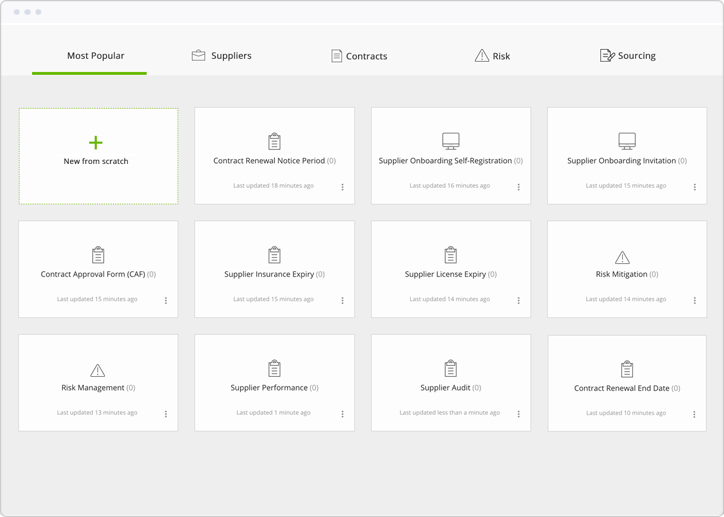 Most Popular
Suppliers
Contracts
Risk
Sourcing
New from scratch
Contract Renewal Notice Period (0)
Last updated 18 minutes ago
Supplier Onboarding Self-Registration (0)
Last updated 16 minutes ago
Supplier Onboarding Invitation (0)
Last updated 15 minutes ago
Contract Approval Form (CAF) (0)
Last updated 15 minutes ago
Supplier Insurance Expiry (0)
Last updated 15 minutes ago
Supplier License Expiry (0)
Last updated 14 minutes ago
Risk Mitigation (0)
Last updated 14 minutes ago
Risk Management (0)
Last updated 13 minutes ago
Supplier Performance (0)
Last updated 1 minute ago
Supplier Audit (0)
Last updated less than a minute ago
Contract Renewal End Date (0)
Last updated 10 minutes ago